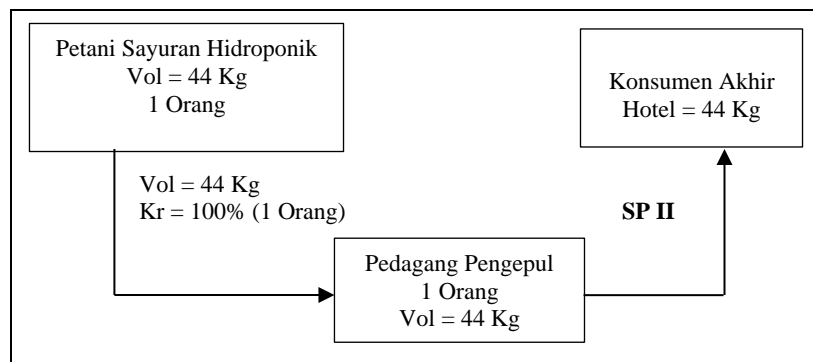 Petani Sayuran Hidroponik
Vol = 44 Kg
1 Orang
Konsumen Akhir
Hotel = 44 Kg
Vol = 44 Kg
Kr = 100% (1 Orang)
SP II
Pedagang Pengepul
1 Orang
Vol = 44 Kg